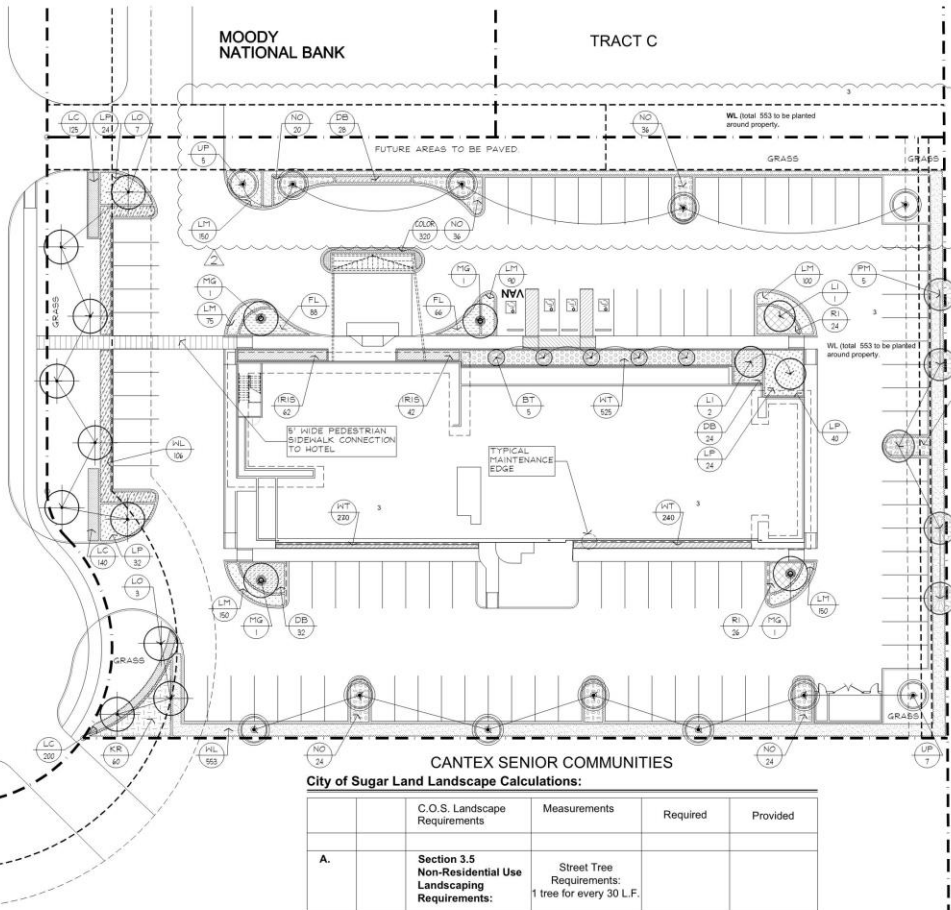 MOODY
NATIONAL BANK
TRACT C
3
LC
125
LP
24
LO
7
NO
20
DB
28
NO
36
WL (total 553 to be planted
around property.
UP
5
FUTURE AREAS TO BE PAVED
GRASS
GRASS
LM
150
COLOR
320
NO
36
2
MG
1
MG
1
LM
90
LM
100
PM
5
GRASS
LM
75
FL
88
FL
66
VAN
LI
1
RI
24
3
WL (total 553 to be planted
around property.
IRIS
62
IRIS
42
BT
5
WT
525
LI
2
DB
24
LP
40
LP
24
WL
106
5' WIDE PEDESTRIAN
SIDEWALK CONNECTION
TO HOTEL
TYPICAL
MAINTENANCE
EDGE
WT
3
3
WT
240
LC
140
LP
32
LO
3
LM
150
MG
1
DB
32
RI
26
MG
1
LM
150
GRASS
GRASS
LC
200
KR
60
WL
553
NO
24
NO
24
UP
7
CANTEX SENIOR COMMUNITIES
City of Sugar Land Landscape Calculations:
C.O.S. Landscape
Requirements
Measurements
Required
Provided
A.
Section 3.5
Non-Residential Use
Landscaping
Requirements:
Street Tree
Requirements:
1 tree for every 30 L.F.